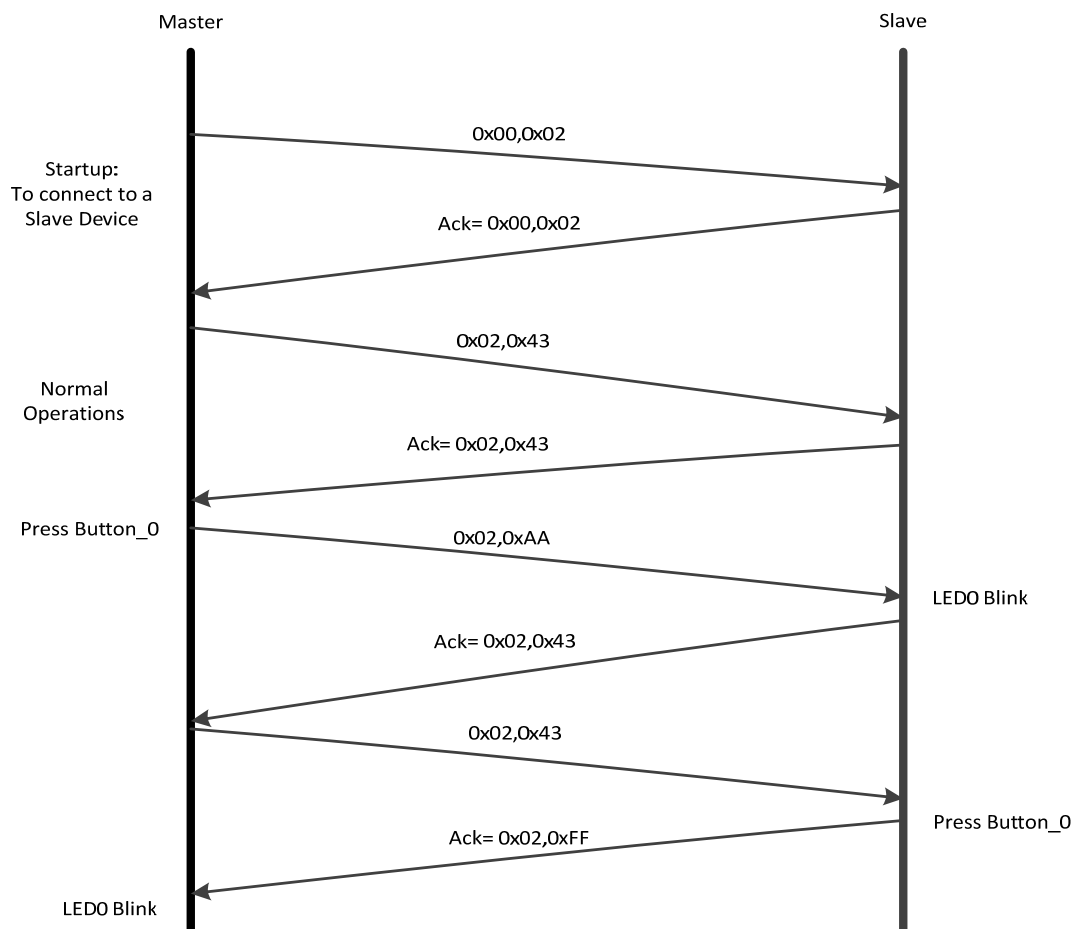 Master
Slave
0x00,0x02
Startup:
To connect to a
Slave Device
Ack= 0x00,0x02
0x02,0x43
Normal
Operations
Ack= 0x02,0x43
Press Button_0
0x02,0xAA
LED0 Blink
Ack= 0x02,0x43
0x02,0x43
Press Button_0
Ack= 0x02,0xFF
LED0 Blink